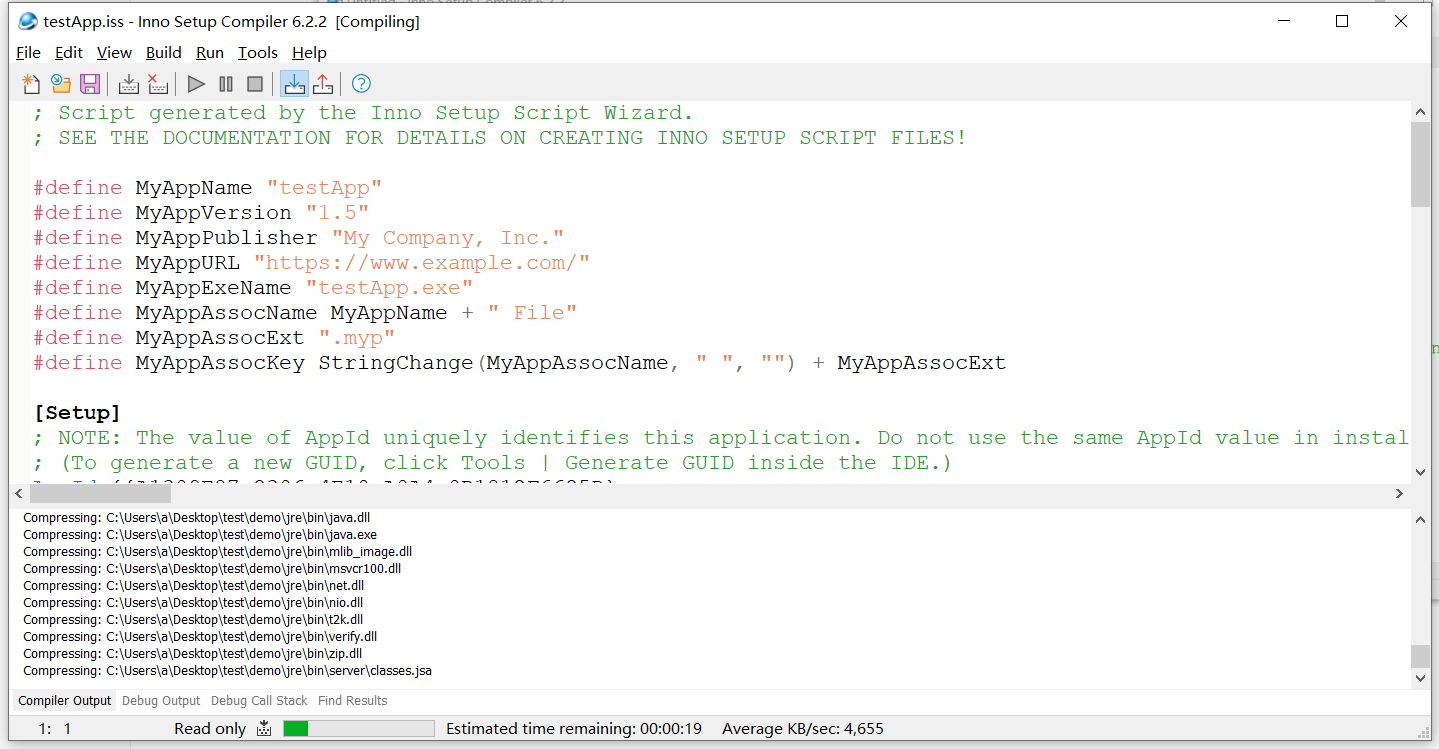 testApp.iss - Inno Setup Compiler 6.2.2 [Compiling]
File Edit View Build Run Tools Help
; Script generated by the Inno Setup Script Wizard.
; SEE THE DOCUMENTATION FOR DETAILS ON CREATING INNO SETUP SCRIPT FILES!
#define MyAppName "testApp"
#define MyAppVersion "1.5"
#define MyAppPublisher "My Company, Inc."
#define MyAppURL "https://www.example.com/"
#define MyAppExeName "testApp.exe"
#define MyAppAssocName MyAppName + " File"
#define MyAppAssocExt ".myp"
#define MyAppAssocKey StringChange(MyAppAssocName, " ", "") + MyAppAssocExt
[Setup]
; NOTE: The value of AppId uniquely identifies this application. Do not use the same AppId value in instal
; (To generate a new GUID, click Tools | Generate GUID inside the IDE.)
Compressing: C:\Users\a\Desktop\test\demo\jre\bin\java.dll
Compressing: C:\Users\a\Desktop\test\demo\jre\bin\java.exe
Compressing: C:\Users\a\Desktop\test\demo\jre\bin\mlib_image.dll
Compressing: C:\Users\a\Desktop\test\demo\jre\bin\msvcr100.dll
Compressing: C:\Users\a\Desktop\test\demo\jre\bin\net.dll
Compressing: C:\Users\a\Desktop\test\demo\jre\bin\nio.dll
Compressing: C:\Users\a\Desktop\test\demo\jre\bin\t2k.dll
Compressing: C:\Users\a\Desktop\test\demo\jre\bin\verify.dll
Compressing: C:\Users\a\Desktop\test\demo\jre\bin\zip.dll
Compressing: C:\Users\a\Desktop\test\demo\jre\bin\server\classes.jsa
Compiler Output Debug Output Debug Call Stack Find Results
1: 1 Read only Estimated time remaining: 00:00:19 Average KB/sec: 4,655